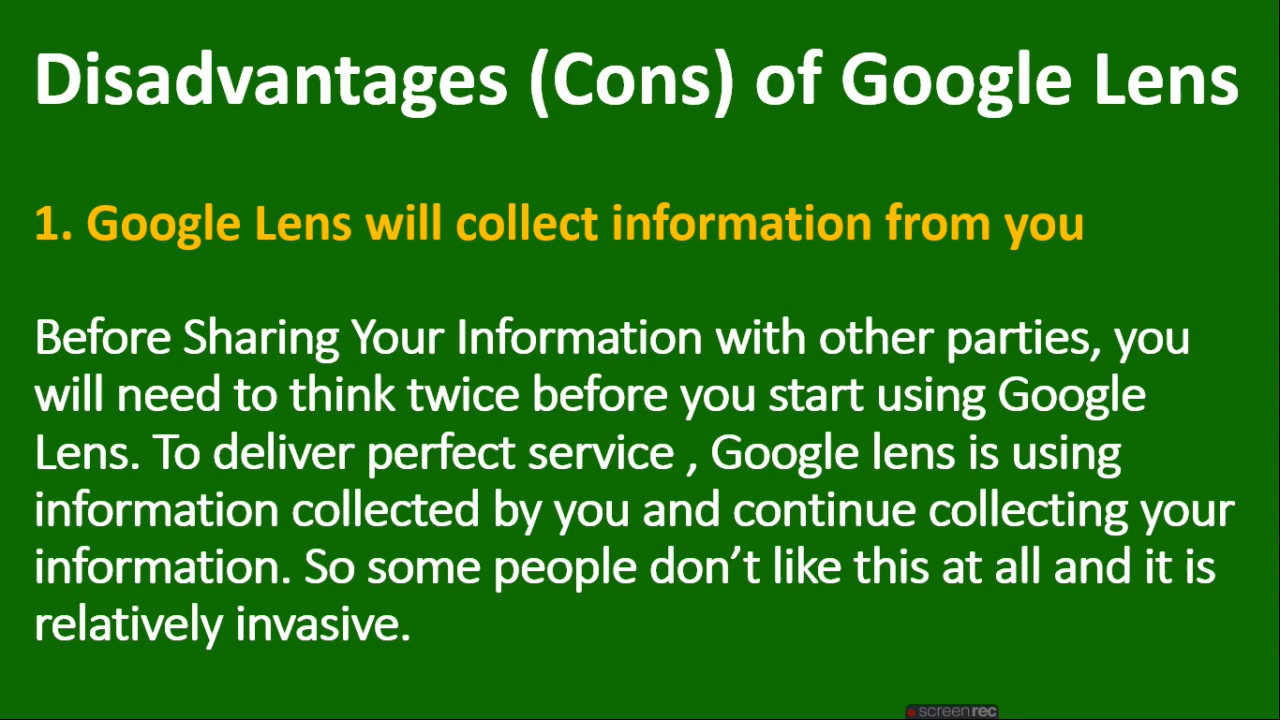 Disadvantages (Cons) of Google Lens
1. Google Lens will collect information from you
Before Sharing Your Information with other parties, you
will need to think twice before you start using Google
Lens. To deliver perfect service , Google lens is using
information collected by you and continue collecting your
information. So some people don’t like this at all and it is
relatively invasive.
screenrec